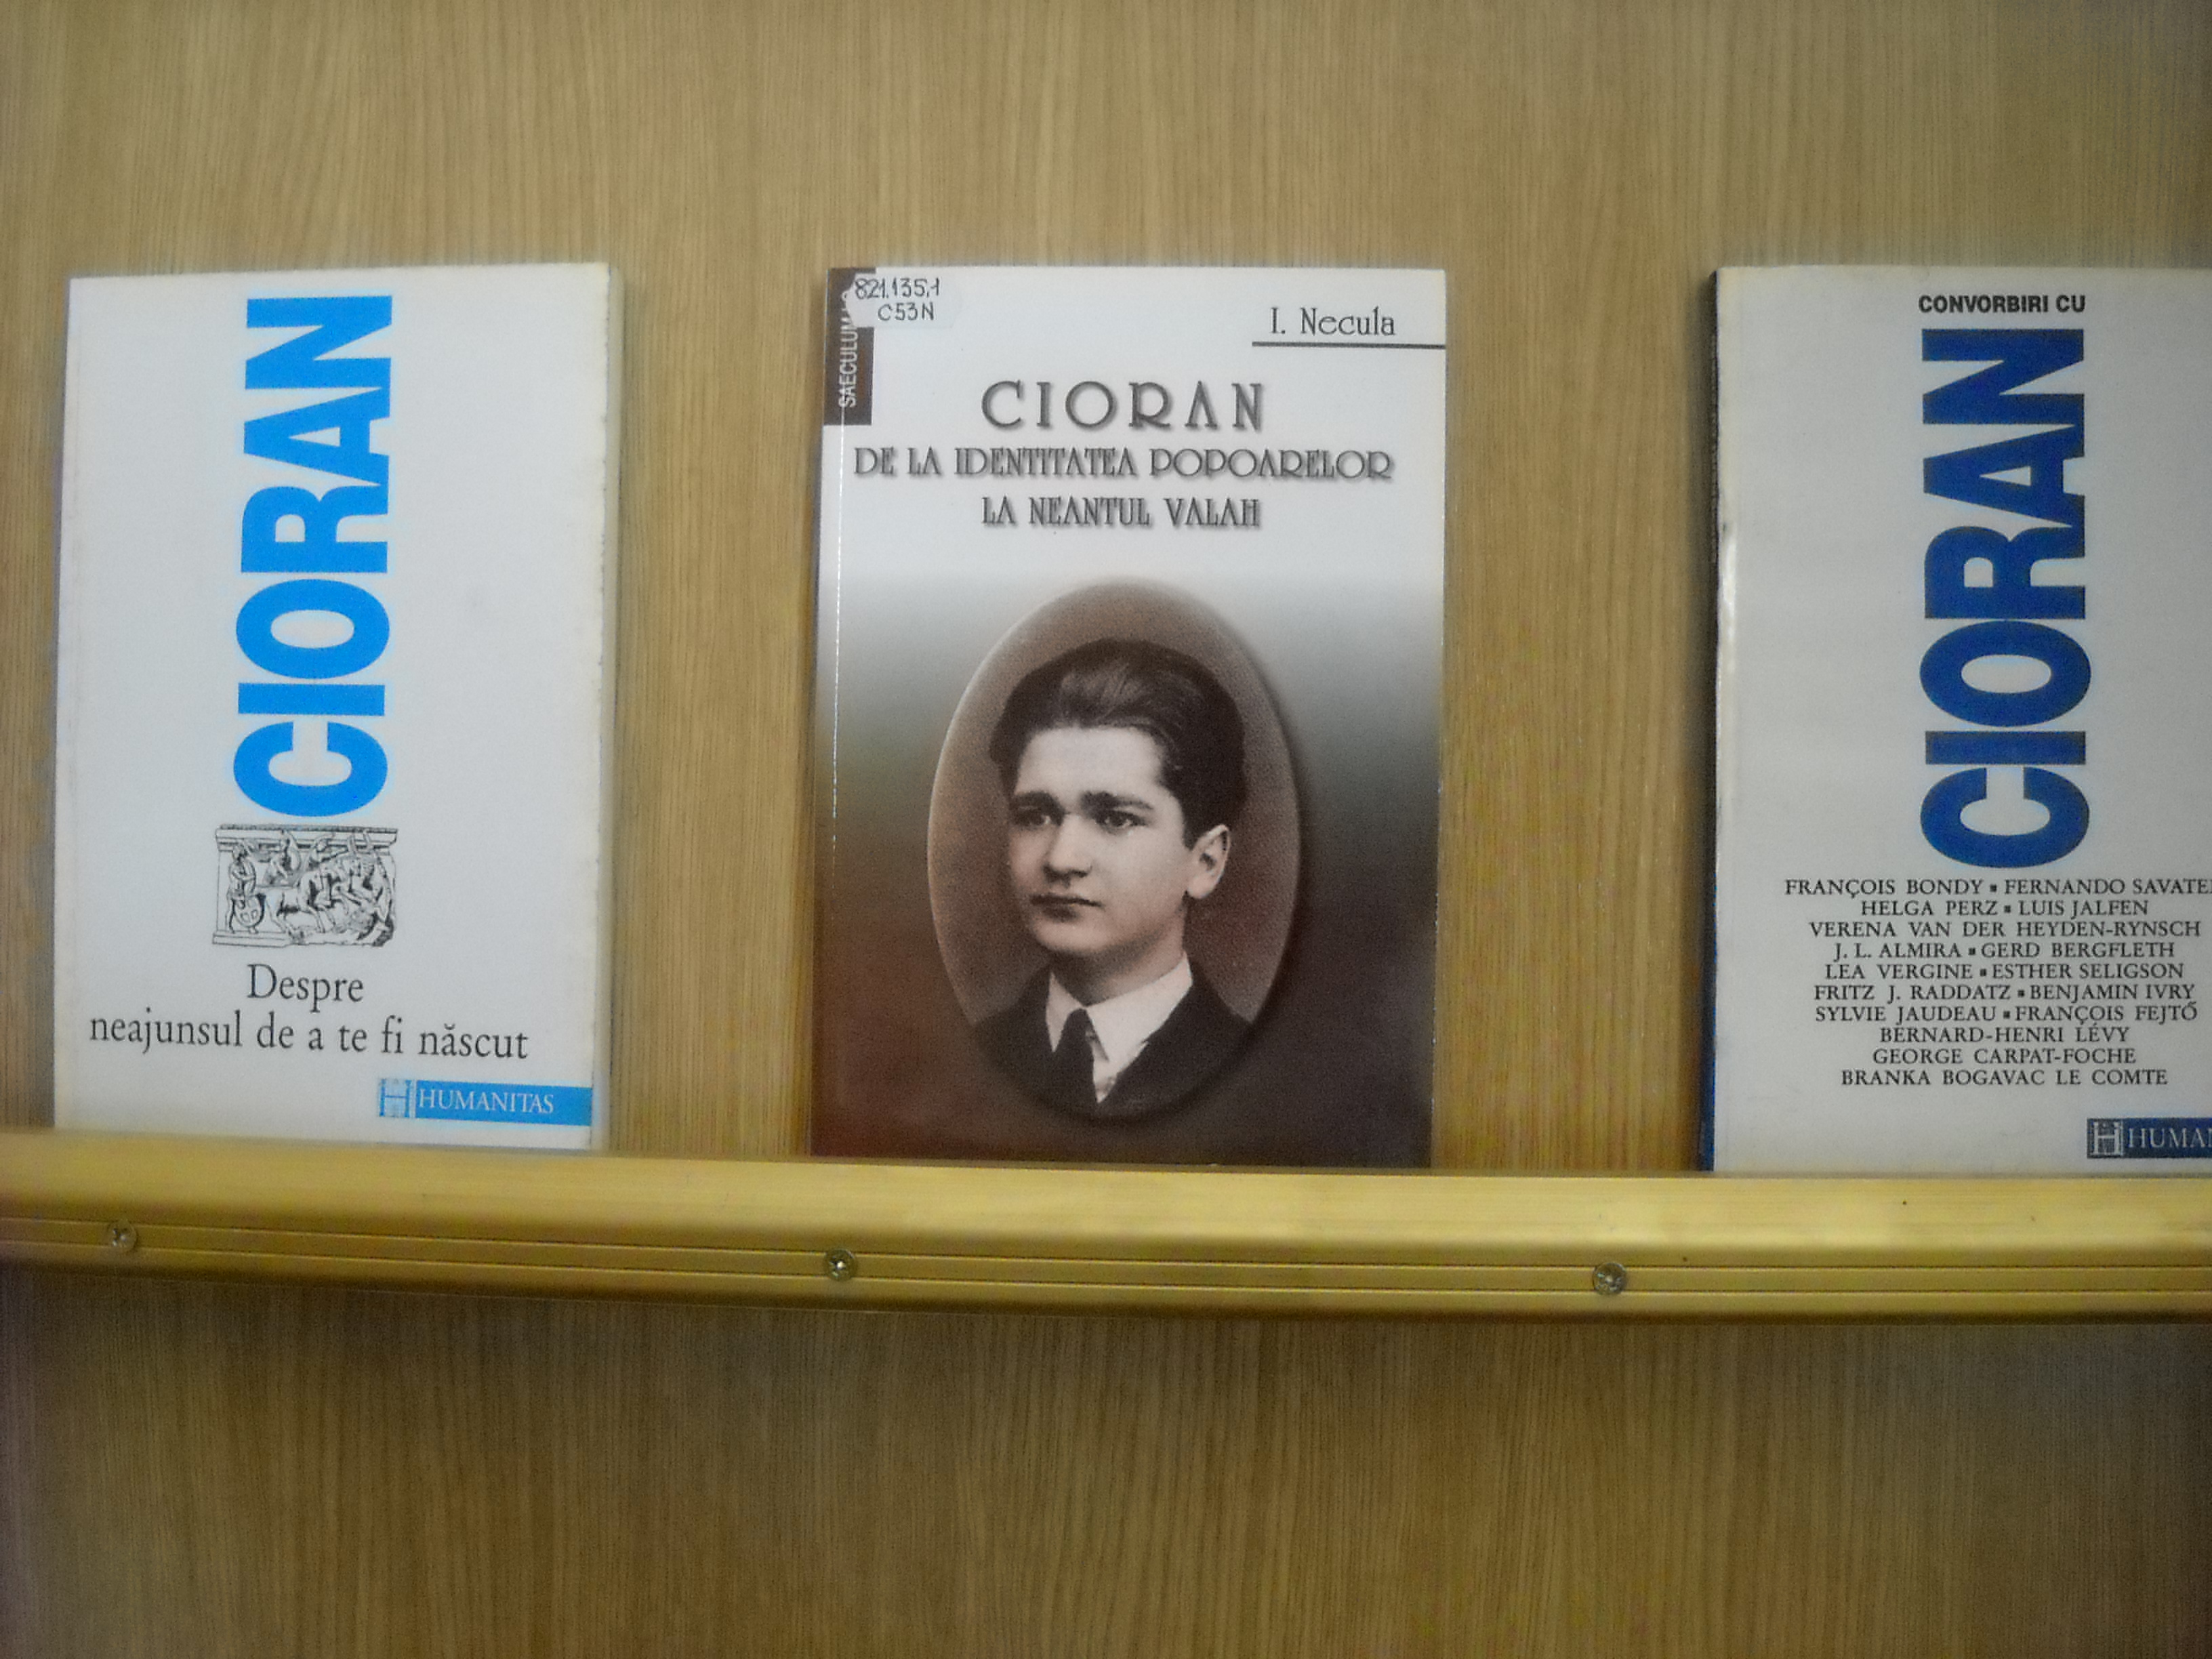 CIORAN
Despre
neajunsul de a te fi născut
HUMANITAS
821.135.1
C53N
SAECULUM
I. Necula
CIORAN
DE LA IDENTITATEA POPOARELOR
LA NEANTUL VALAH
CONVORBIRI CU
CIORAN
FRANÇOIS BONDY ▪ FERNANDO SAVATE
HELGA PERZ ▪ LUIS JALFEN
VERENA VAN DER HEYDEN-RYNSCH
J. L. ALMIRA ▪ GERD BERGFLETH
LEA VERGINE ▪ ESTHER SELIGSON
FRITZ J. RADDATZ ▪ BENJAMIN IVRY
SYLVIE JAUDEAU ▪ FRANÇOIS FEJTŐ
BERNARD-HENRI LÉVY
GEORGE CARPAT-FOCHE
BRANKA BOGAVAC LE COMTE
HUMAN